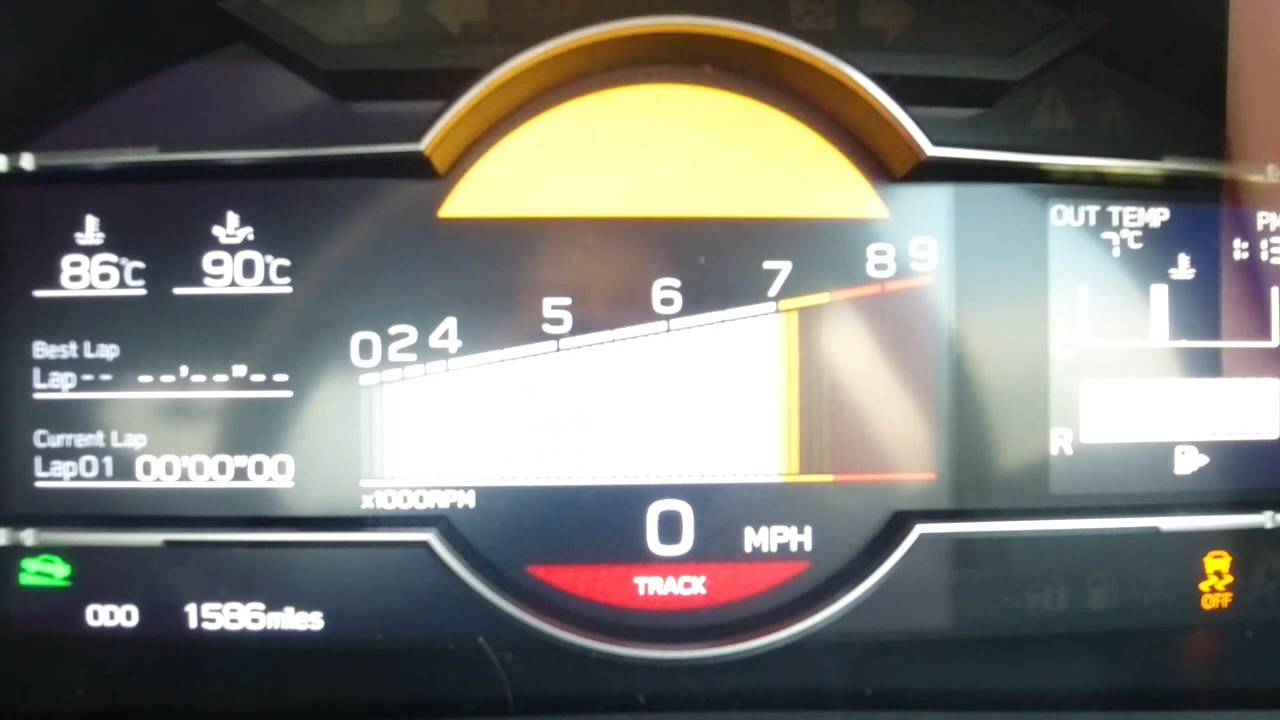 86°C 90°C
Best Lap
Lap-- --'--"--
Current Lap
Lap01 00'00"00
0 2 4 5 6 7 8 9
x1000RPM
0 MPH
TRACK
OUT TEMP
7°C
R
ODO 1586miles
OFF